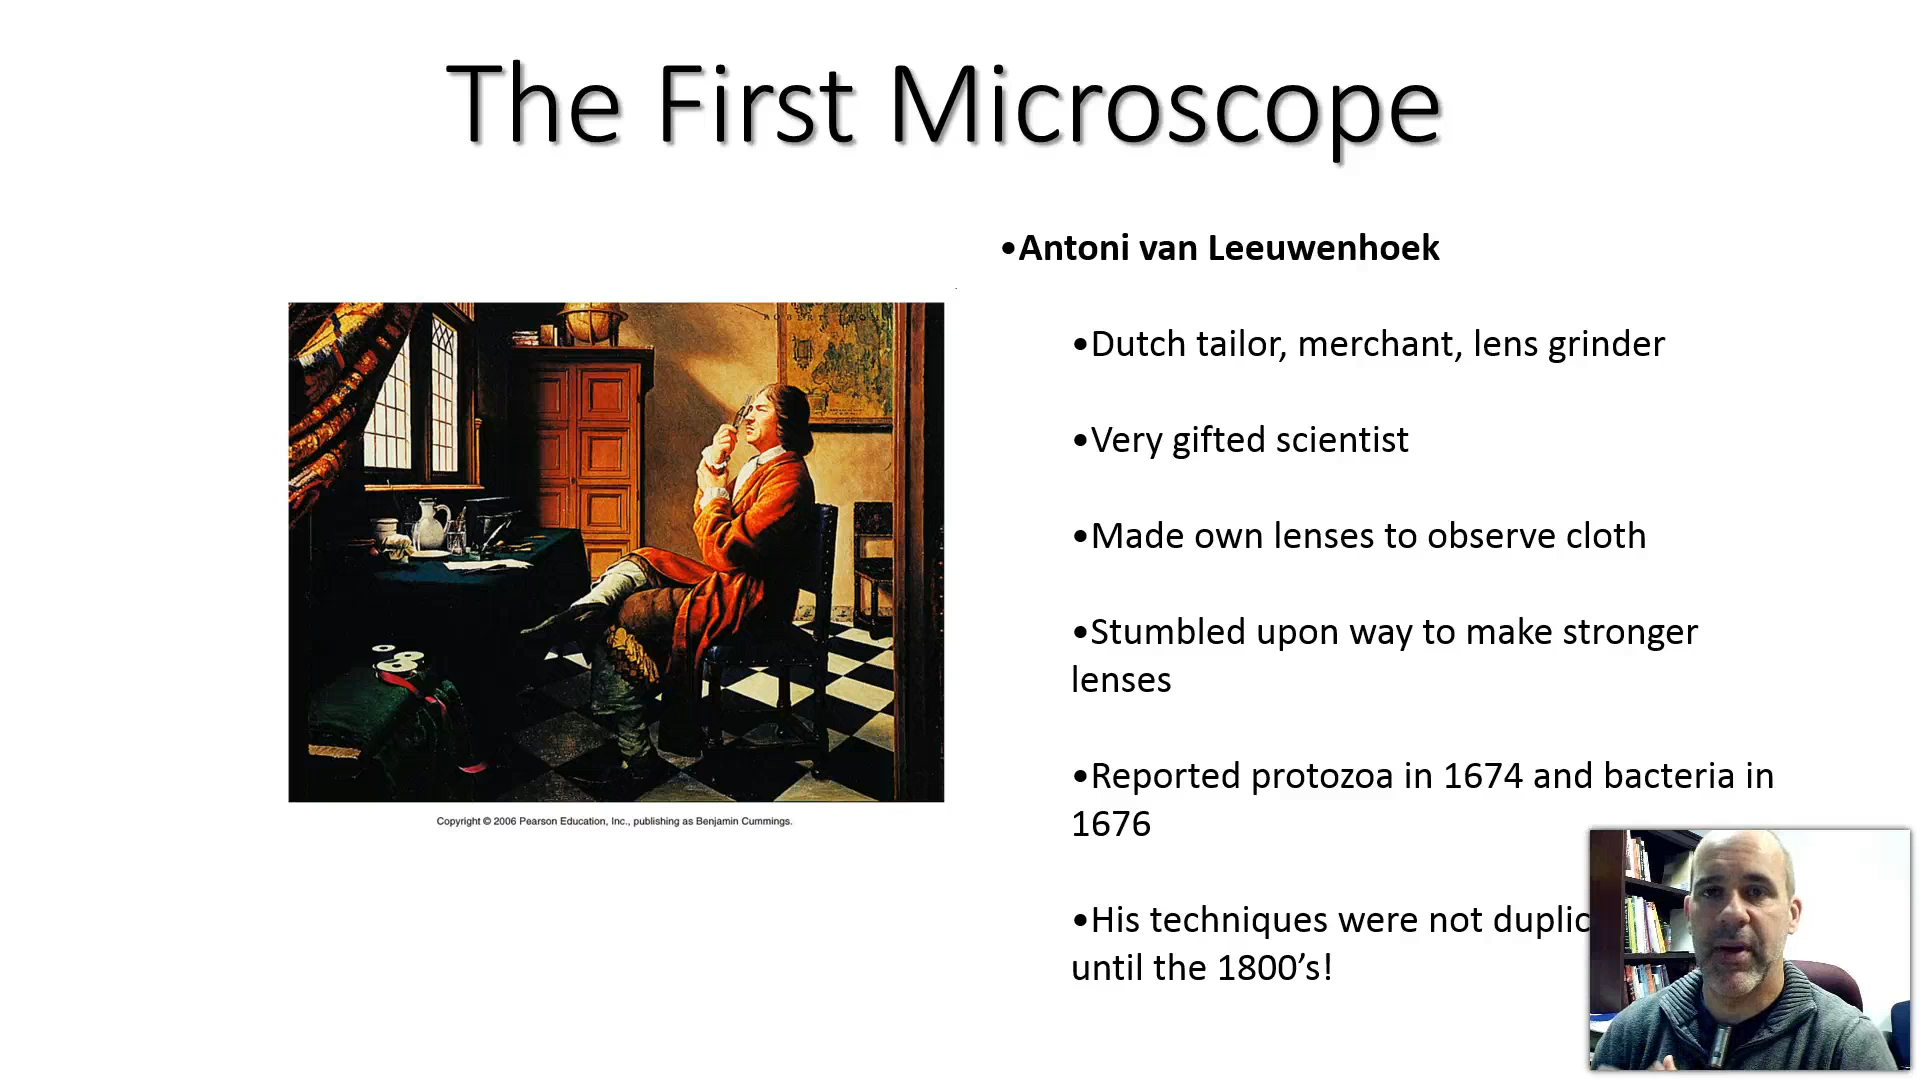 The First Microscope
•Antoni van Leeuwenhoek
•Dutch tailor, merchant, lens grinder
•Very gifted scientist
•Made own lenses to observe cloth
•Stumbled upon way to make stronger
lenses
•Reported protozoa in 1674 and bacteria in
1676
•His techniques were not duplic
until the 1800’s!
ROBERT THOM
Copyright © 2006 Pearson Education, Inc., publishing as Benjamin Cummings.